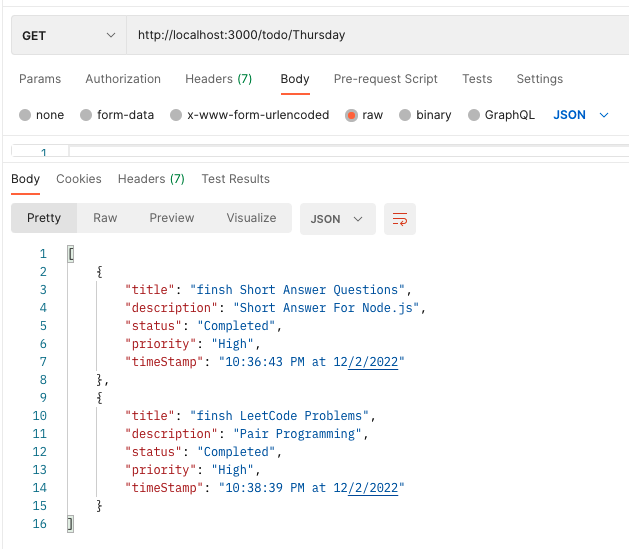 GET http://localhost:3000/todo/Thursday
Params Authorization Headers (7) Body Pre-request Script Tests Settings
none form-data x-www-form-urlencoded raw binary GraphQL JSON
1
Body Cookies Headers (7) Test Results
Pretty Raw Preview Visualize JSON
1 [
2 {
3 "title": "finsh Short Answer Questions",
4 "description": "Short Answer For Node.js",
5 "status": "Completed",
6 "priority": "High",
7 "timeStamp": "10:36:43 PM at 12/2/2022"
8 },
9 {
10 "title": "finsh LeetCode Problems",
11 "description": "Pair Programming",
12 "status": "Completed",
13 "priority": "High",
14 "timeStamp": "10:38:39 PM at 12/2/2022"
15 }
16 ]